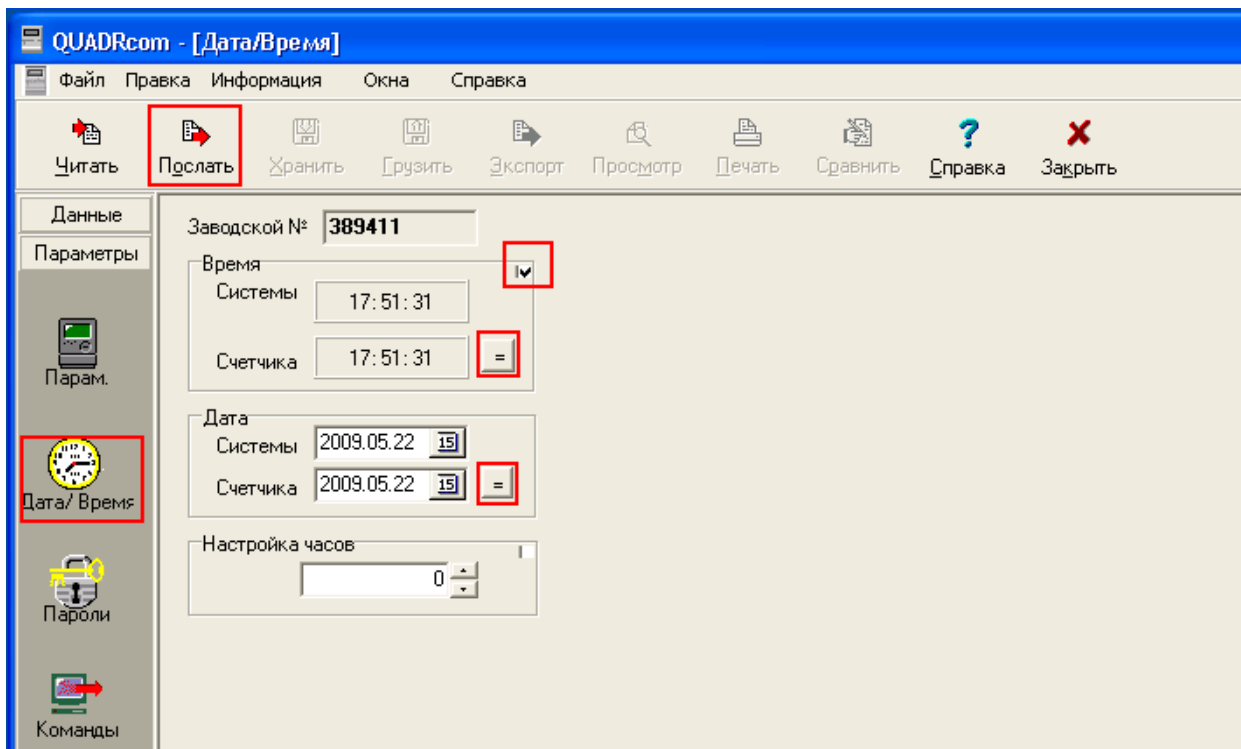 QUADRcom - [Дата/Время]
Файл Правка Информация Окна Справка
Читать Послать Хранить Грузить Экспорт Просмотр Печать Сравнить Справка Закрыть
Данные
Параметры
Парам.
Дата/ Время
Пароли
Команды
Заводской № 389411
Время
Системы 17:51:31
Счетчика 17:51:31 =
Дата
Системы 2009.05.22 15
Счетчика 2009.05.22 15 =
Настройка часов
0